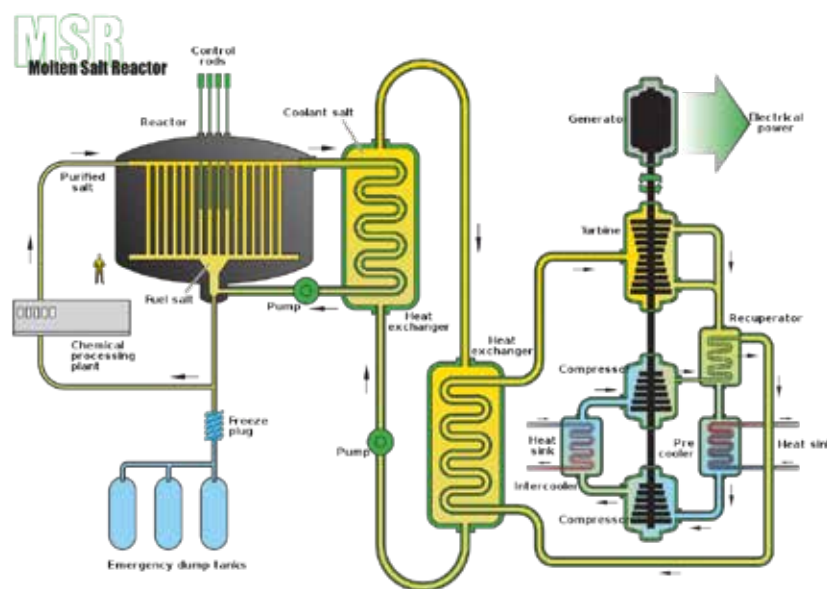 MSR
Molten Salt Reactor
Control
rods
Reactor
Coolant salt
Purified
salt
Fuel salt
Pump
Chemical
processing
plant
Freeze
plug
Emergency dump tanks
Heat
exchanger
Pump
Heat
exchanger
Generator
Electrical
power
Turbine
Recuperator
Compressor
Heat
sink
Intercooler
Pre
cooler
Heat sink
Compressor